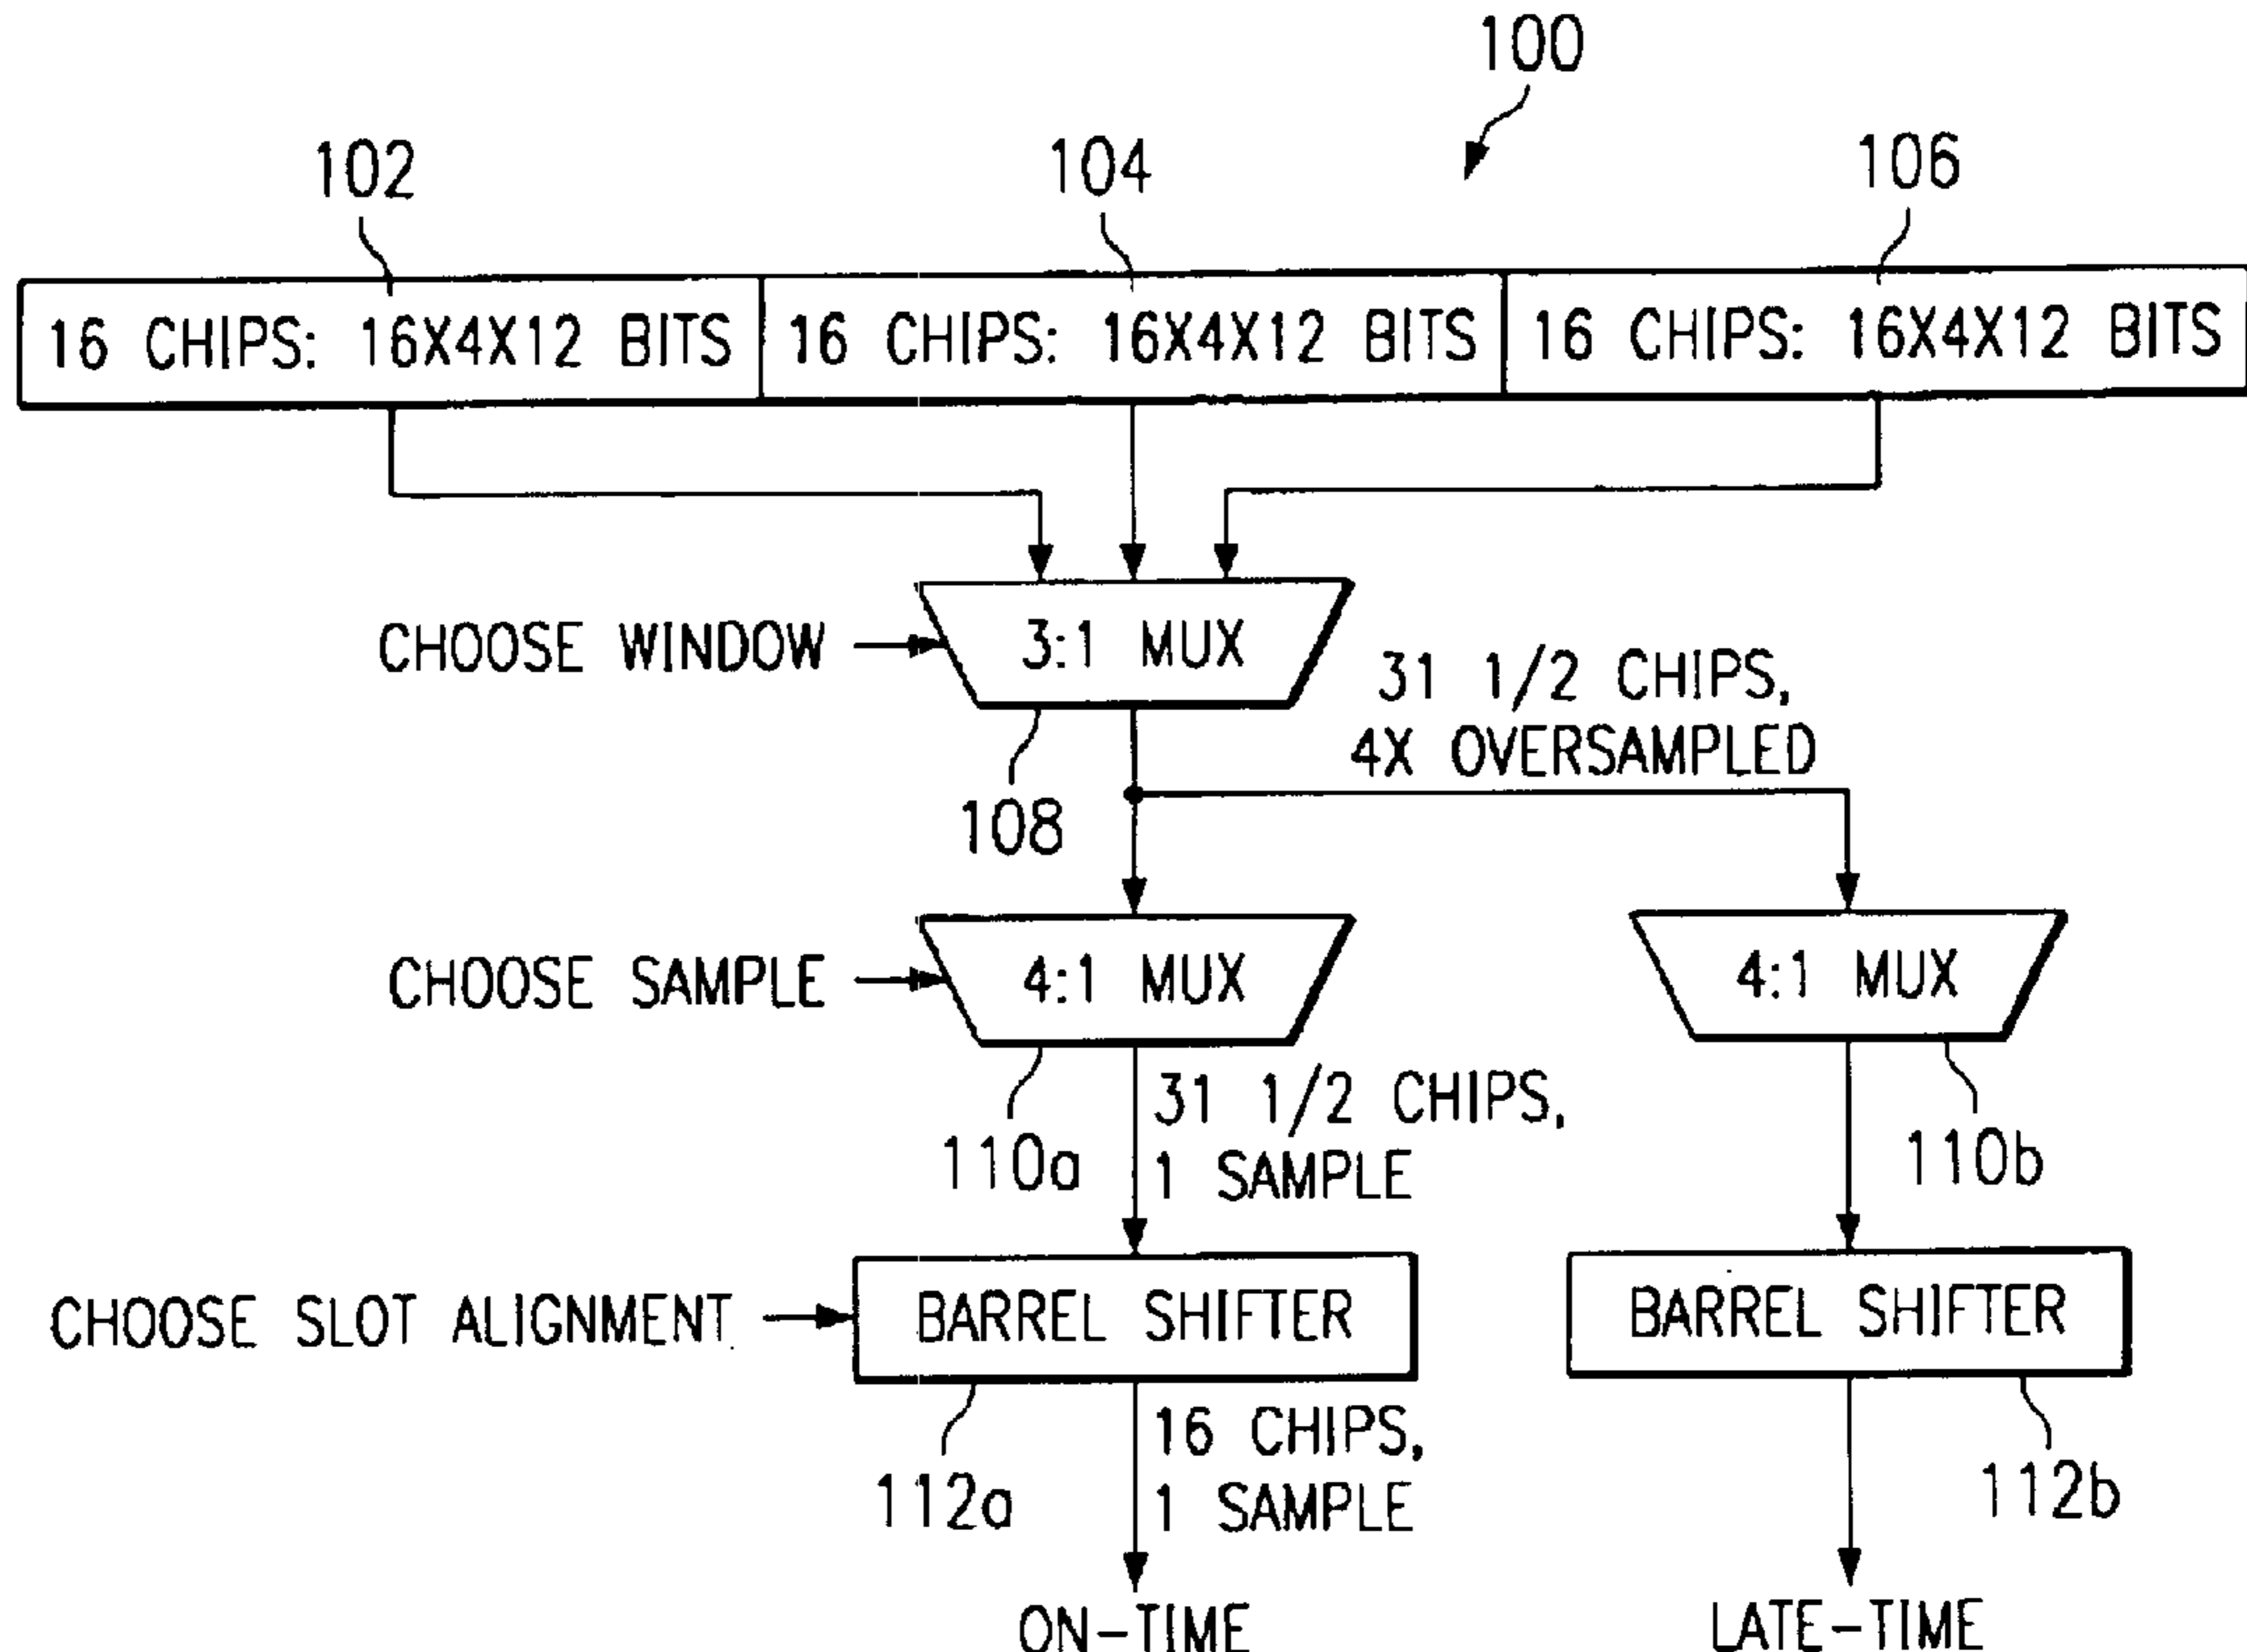 100
102
104
106
16 CHIPS: 16X4X12 BITS
16 CHIPS: 16X4X12 BITS
16 CHIPS: 16X4X12 BITS
CHOOSE WINDOW
3:1 MUX
31 1/2 CHIPS,
4X OVERSAMPLED
108
CHOOSE SAMPLE
4:1 MUX
4:1 MUX
31 1/2 CHIPS,
1 SAMPLE
110a
110b
CHOOSE SLOT ALIGNMENT
BARREL SHIFTER
BARREL SHIFTER
16 CHIPS,
1 SAMPLE
112a
112b
ON-TIME
LATE-TIME